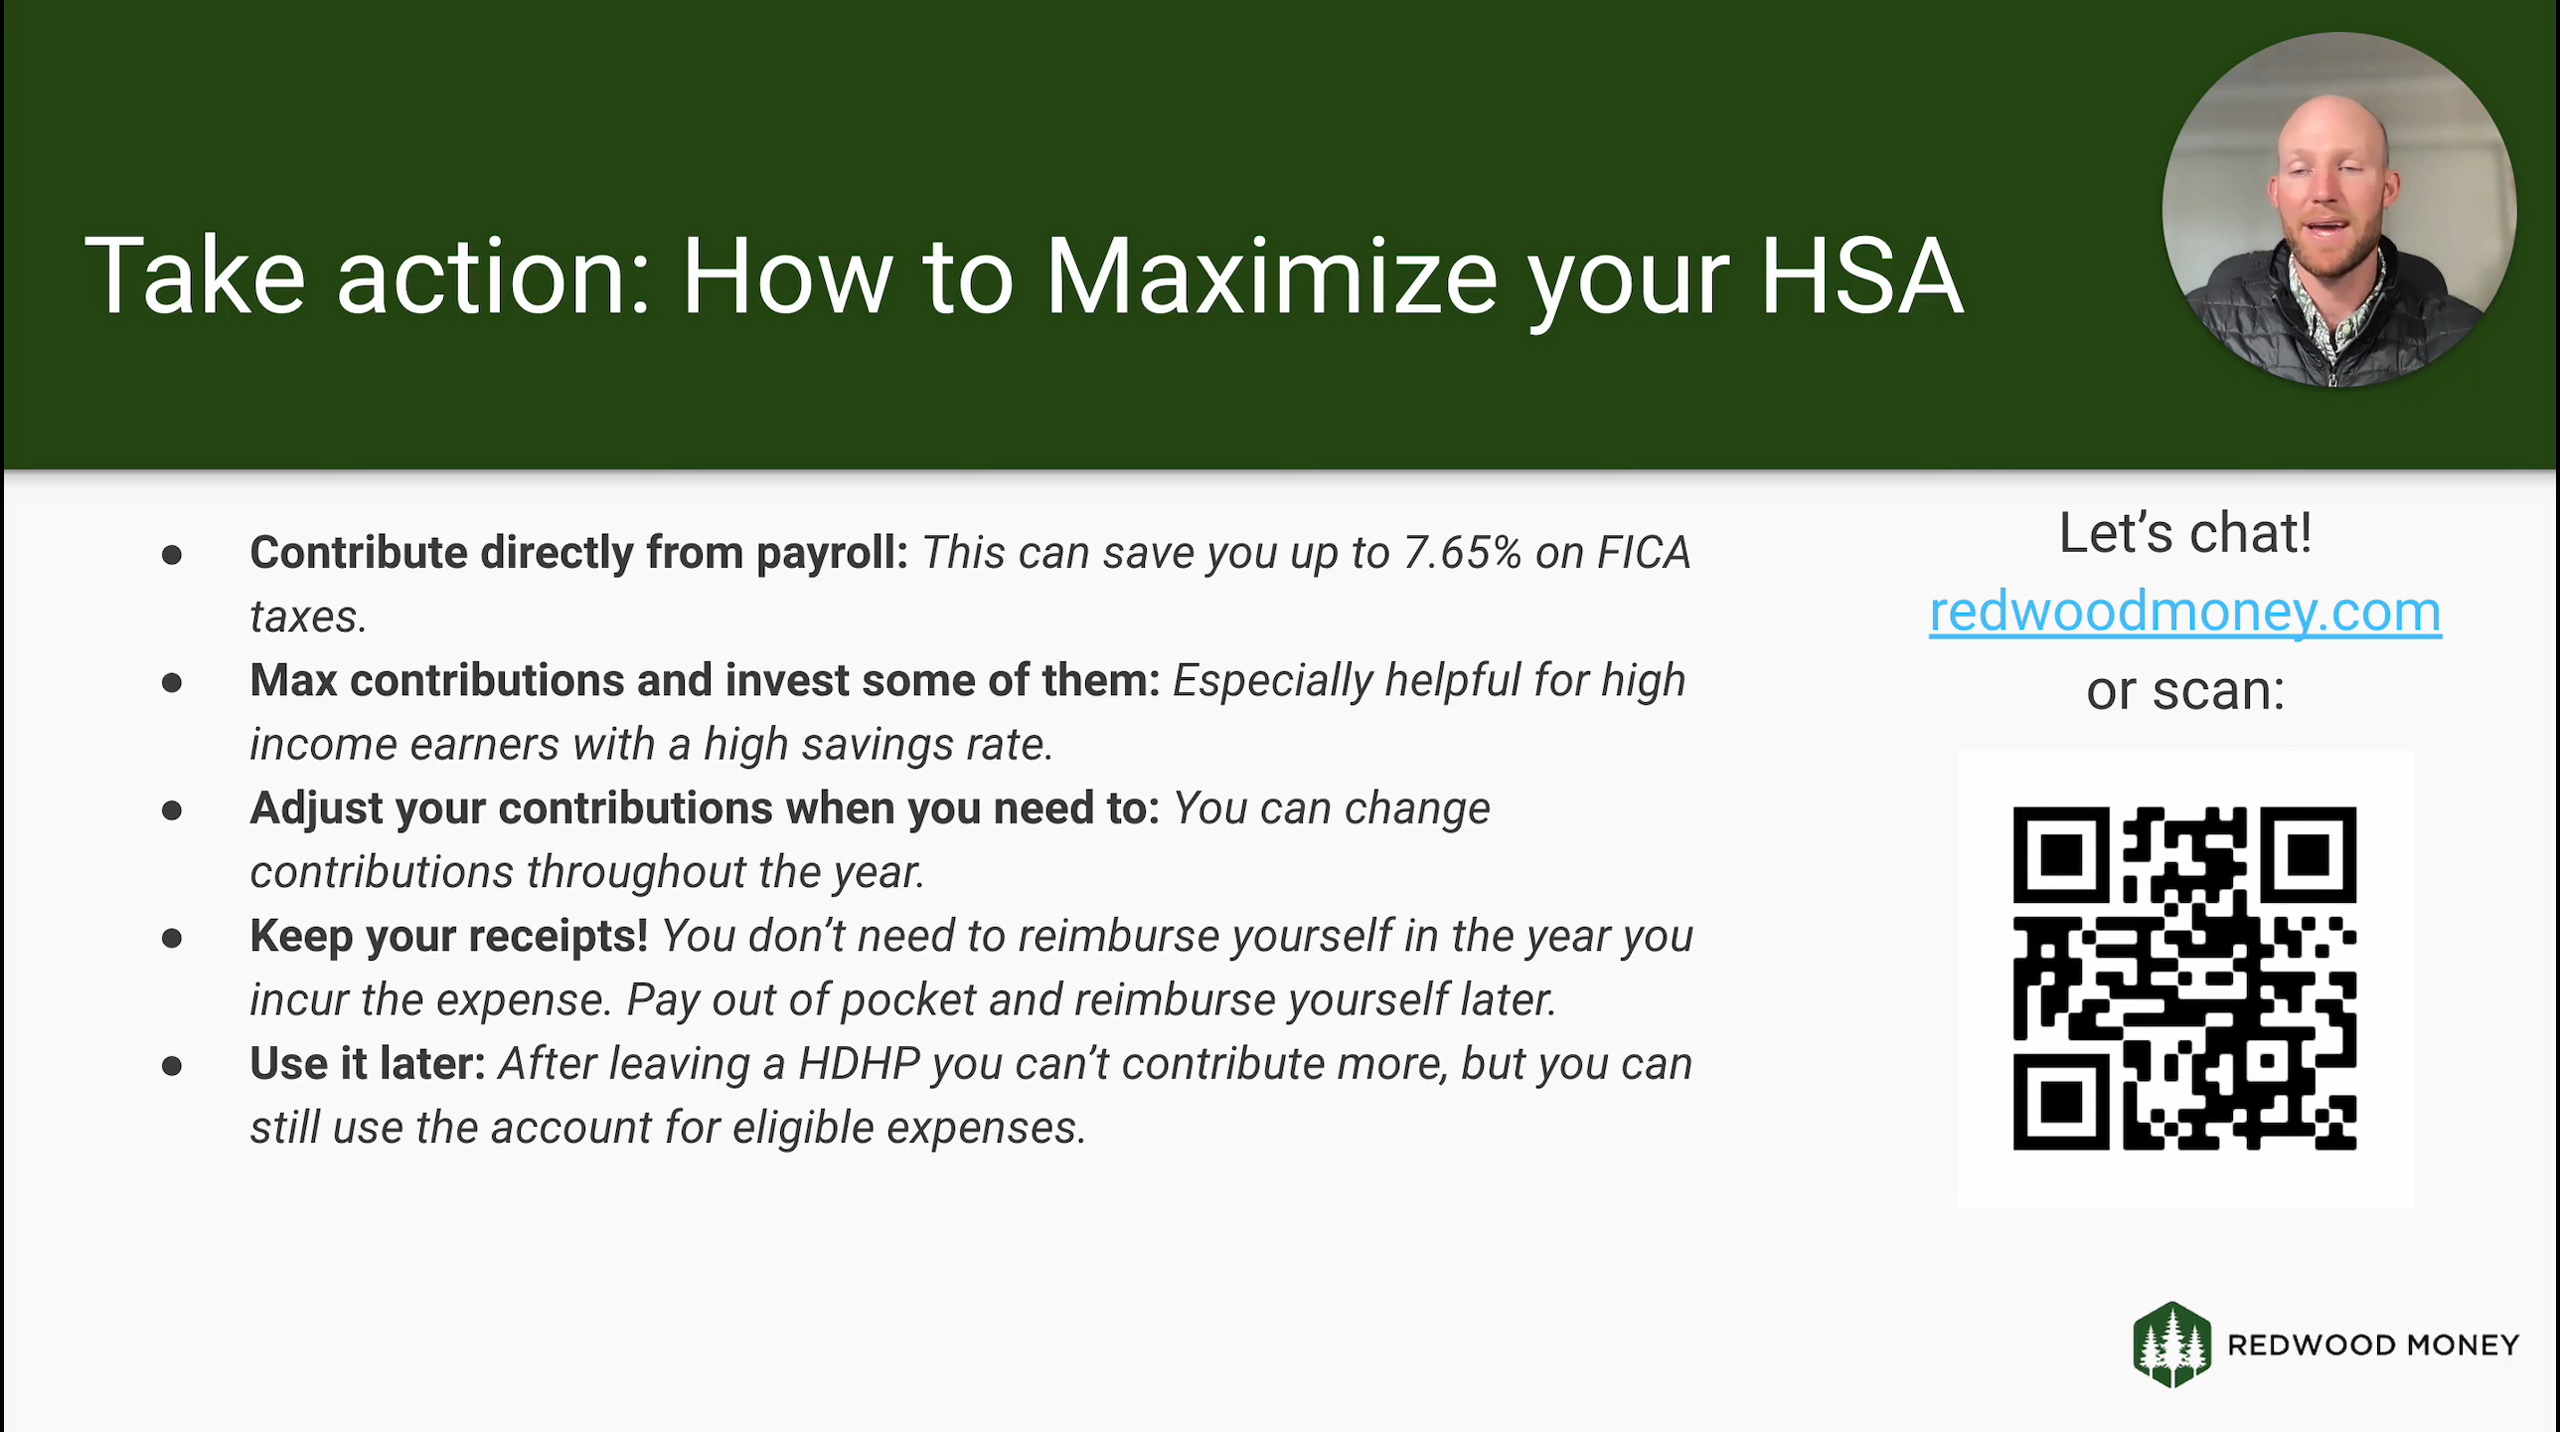 Take action: How to Maximize your HSA
● Contribute directly from payroll: This can save you up to 7.65% on FICA
taxes.
● Max contributions and invest some of them: Especially helpful for high
income earners with a high savings rate.
● Adjust your contributions when you need to: You can change
contributions throughout the year.
● Keep your receipts! You don’t need to reimburse yourself in the year you
incur the expense. Pay out of pocket and reimburse yourself later.
● Use it later: After leaving a HDHP you can’t contribute more, but you can
still use the account for eligible expenses.
Let’s chat!
redwoodmoney.com
or scan:
REDWOOD MONEY